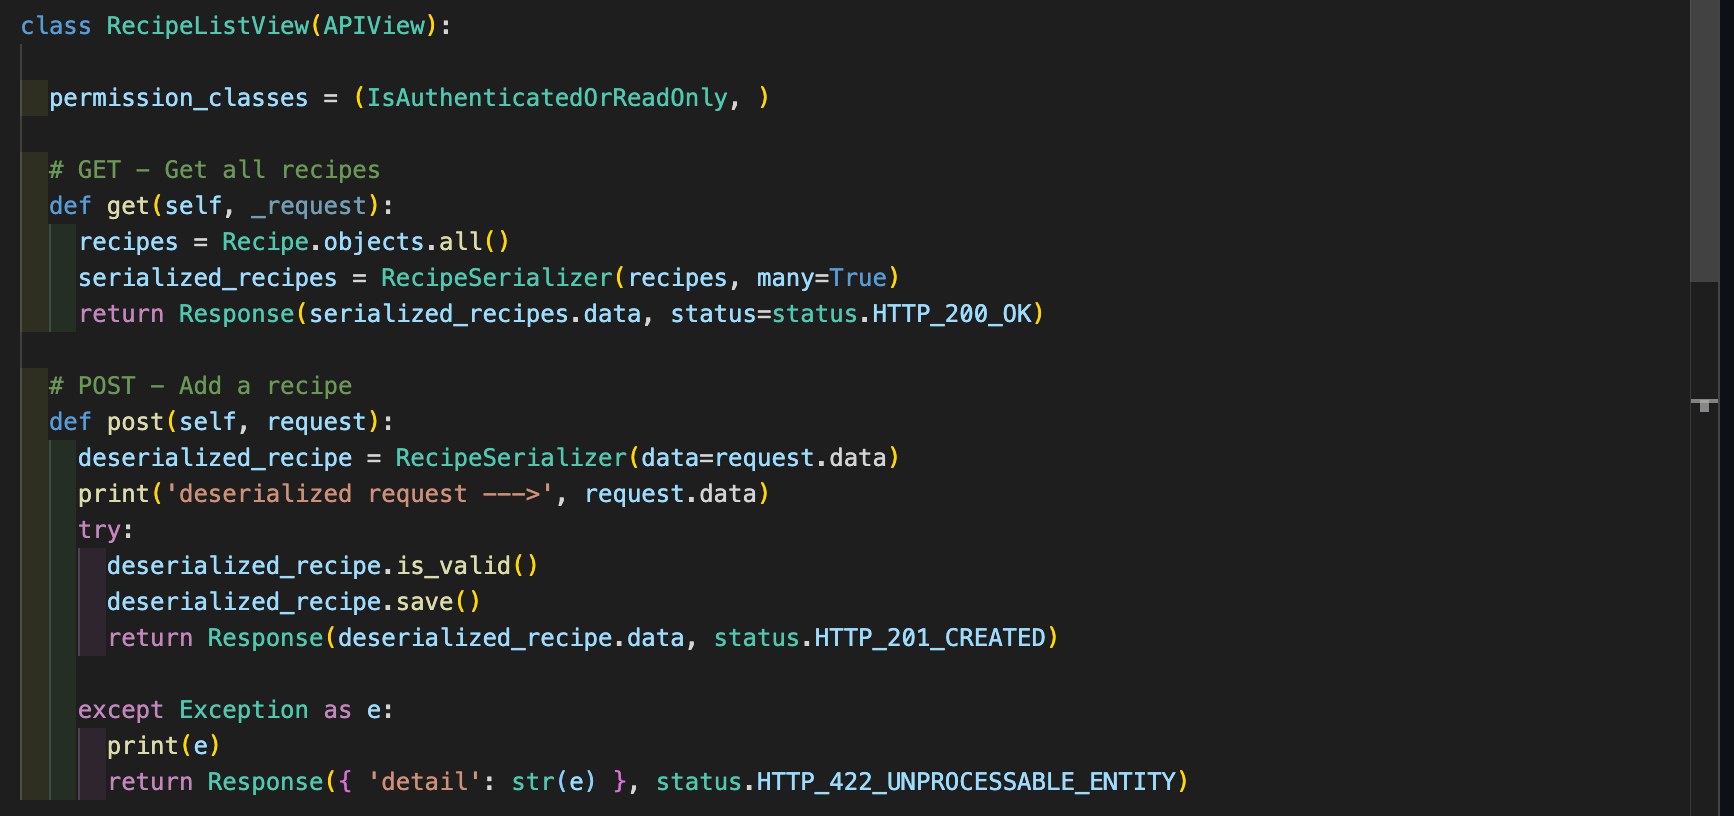 class RecipeListView(APIView):
permission_classes = (IsAuthenticatedOrReadOnly, )
# GET - Get all recipes
def get(self, _request):
recipes = Recipe.objects.all()
serialized_recipes = RecipeSerializer(recipes, many=True)
return Response(serialized_recipes.data, status=status.HTTP_200_OK)
# POST - Add a recipe
def post(self, request):
deserialized_recipe = RecipeSerializer(data=request.data)
print('deserialized request --->', request.data)
try:
deserialized_recipe.is_valid()
deserialized_recipe.save()
return Response(deserialized_recipe.data, status.HTTP_201_CREATED)
except Exception as e:
print(e)
return Response({ 'detail': str(e) }, status.HTTP_422_UNPROCESSABLE_ENTITY)